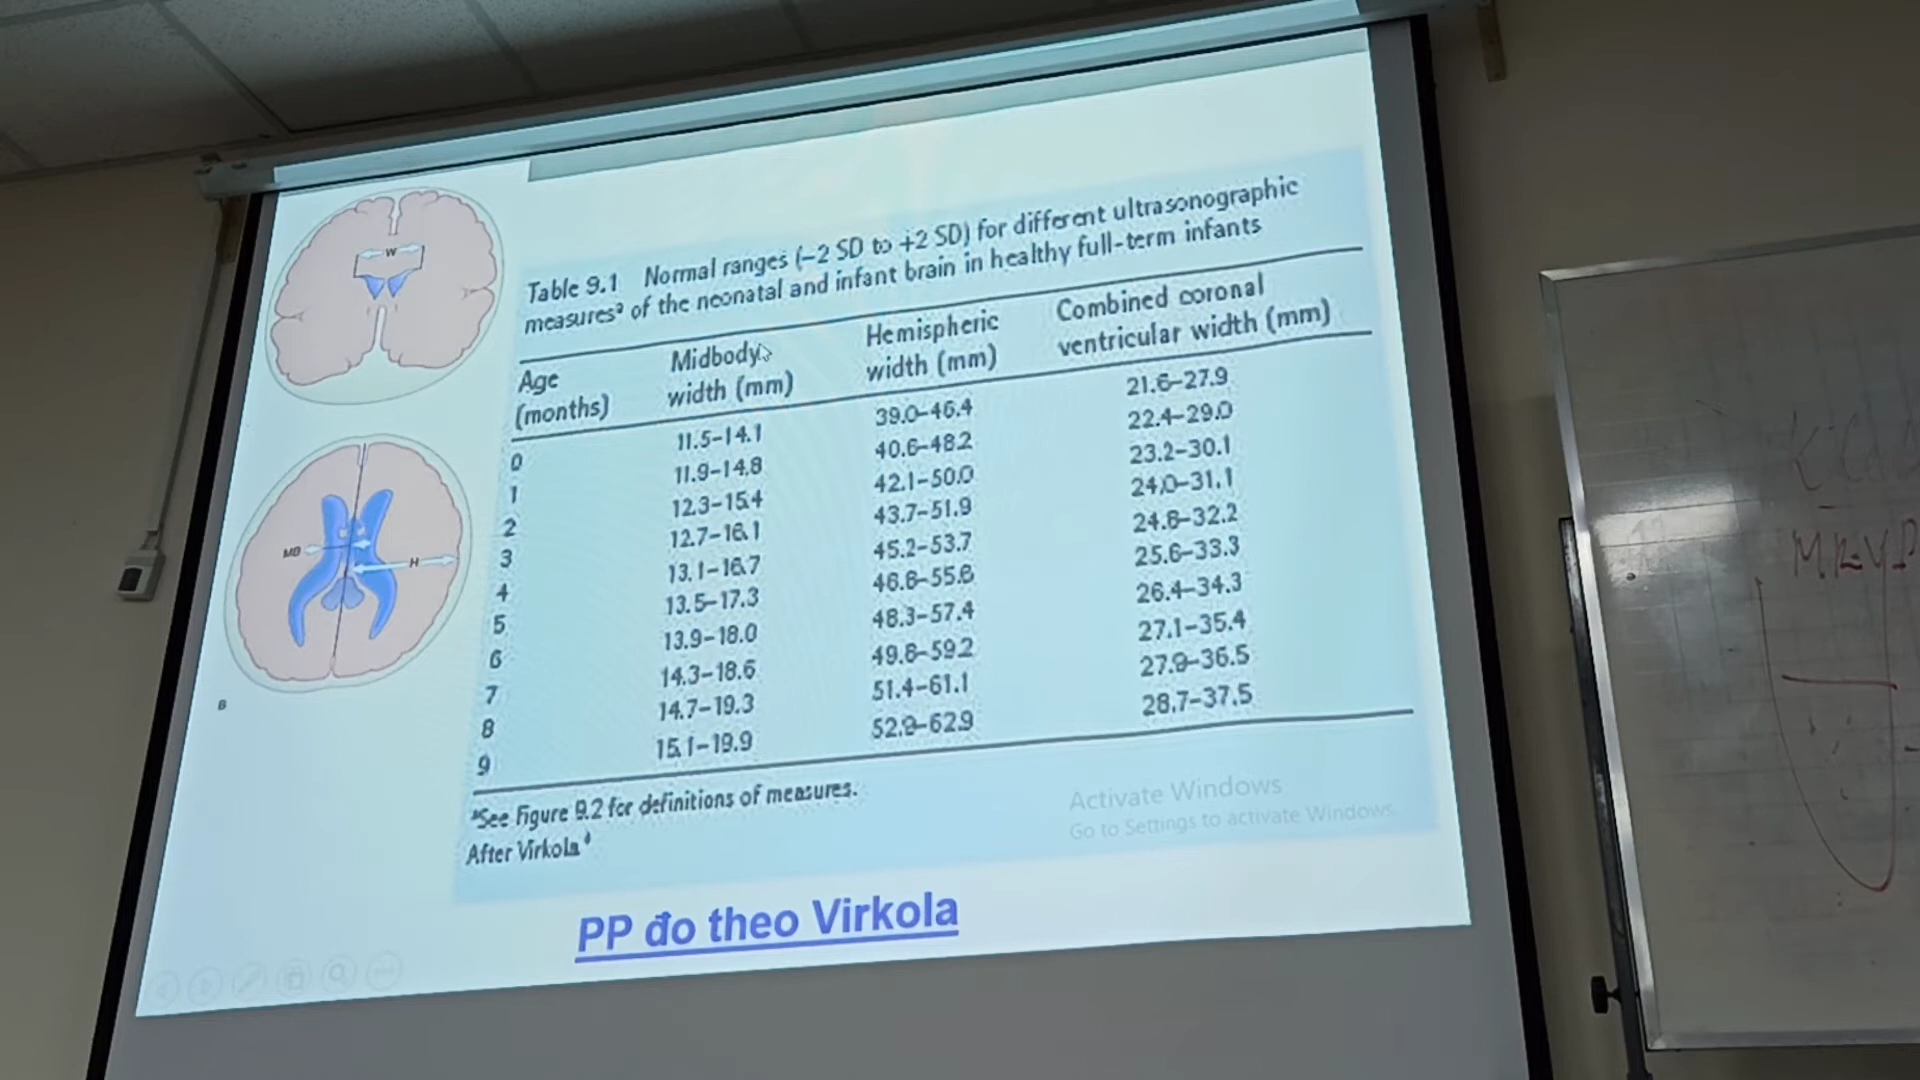 W
MB
H
B
Table 9.1 Normal ranges (–2 SD to +2 SD) for different ultrasonographic
measuresª of the neonatal and infant brain in healthy full-term infants
Age (months) Midbody width (mm) Hemispheric width (mm) Combined coronal ventricular width (mm)
0 11.5–14.1 39.0–46.4 21.6–27.9
1 11.9–14.8 40.6–48.2 22.4–29.0
2 12.3–15.4 42.1–50.0 23.2–30.1
3 12.7–16.1 43.7–51.9 24.0–31.1
4 13.1–16.7 45.2–53.7 24.8–32.2
5 13.5–17.3 46.8–55.6 25.6–33.3
6 13.9–18.0 48.3–57.4 26.4–34.3
7 14.3–18.6 49.8–59.2 27.1–35.4
8 14.7–19.3 51.4–61.1 27.9–36.5
9 15.1–19.9 52.9–62.9 28.7–37.5
ªSee Figure 9.2 for definitions of measures.
After Virkola
Activate Windows
Go to Settings to activate Windows.
PP đo theo Virkola